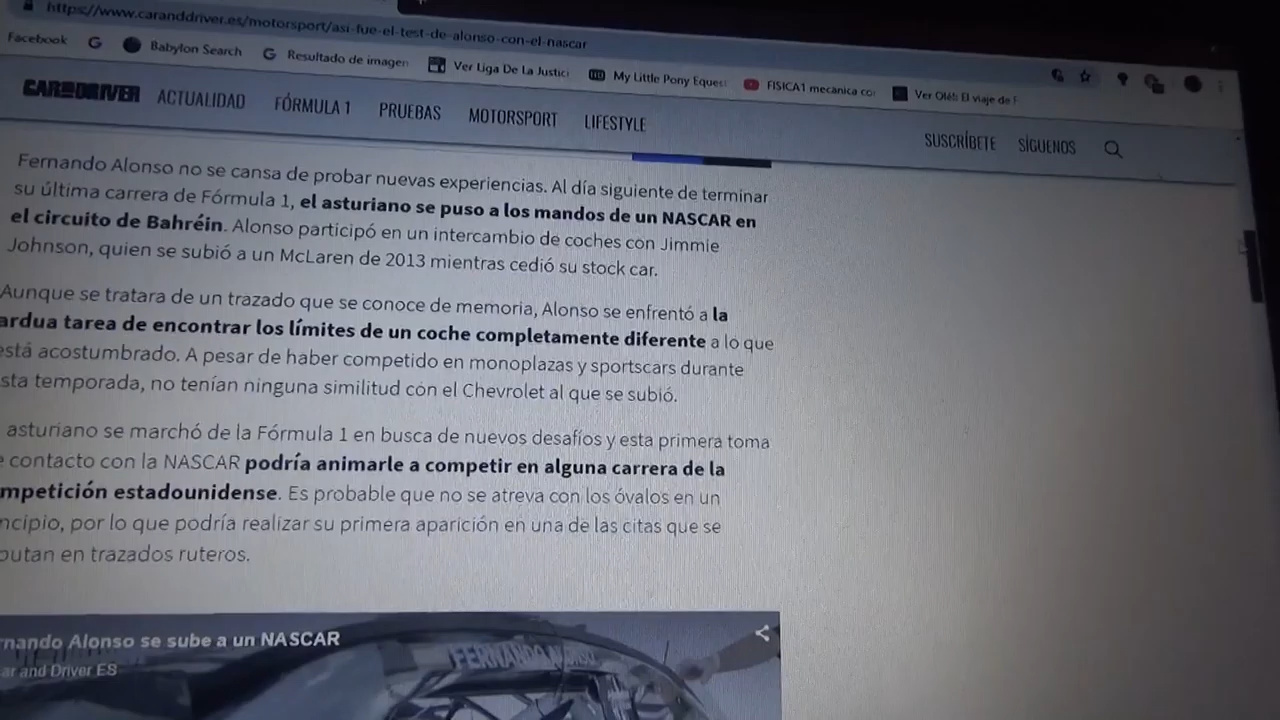 https://www.caranddriver.es/motorsport/asi-fue-el-test-de-alonso-con-el-nascar
Facebook Babylon Search Resultado de imagen Ver Liga De La Justic My Little Pony Eques FISICA1 mecanica co Ver Olé!: El viaje de F
CAR AND DRIVER ACTUALIDAD FÓRMULA 1 PRUEBAS MOTORSPORT LIFESTYLE SUSCRÍBETE SÍGUENOS
Fernando Alonso no se cansa de probar nuevas experiencias. Al día siguiente de terminar
su última carrera de Fórmula 1, el asturiano se puso a los mandos de un NASCAR en
el circuito de Bahréin. Alonso participó en un intercambio de coches con Jimmie
Johnson, quien se subió a un McLaren de 2013 mientras cedió su stock car.
Aunque se tratara de un trazado que se conoce de memoria, Alonso se enfrentó a la
ardua tarea de encontrar los límites de un coche completamente diferente a lo que
está acostumbrado. A pesar de haber competido en monoplazas y sportscars durante
sta temporada, no tenían ninguna similitud con el Chevrolet al que se subió.
asturiano se marchó de la Fórmula 1 en busca de nuevos desafíos y esta primera toma
e contacto con la NASCAR podría animarle a competir en alguna carrera de la
mpetición estadounidense. Es probable que no se atreva con los óvalos en un
ncipio, por lo que podría realizar su primera aparición en una de las citas que se
outan en trazados ruteros.
rnando Alonso se sube a un NASCAR
ar and Driver ES
FERNANDO ALONSO